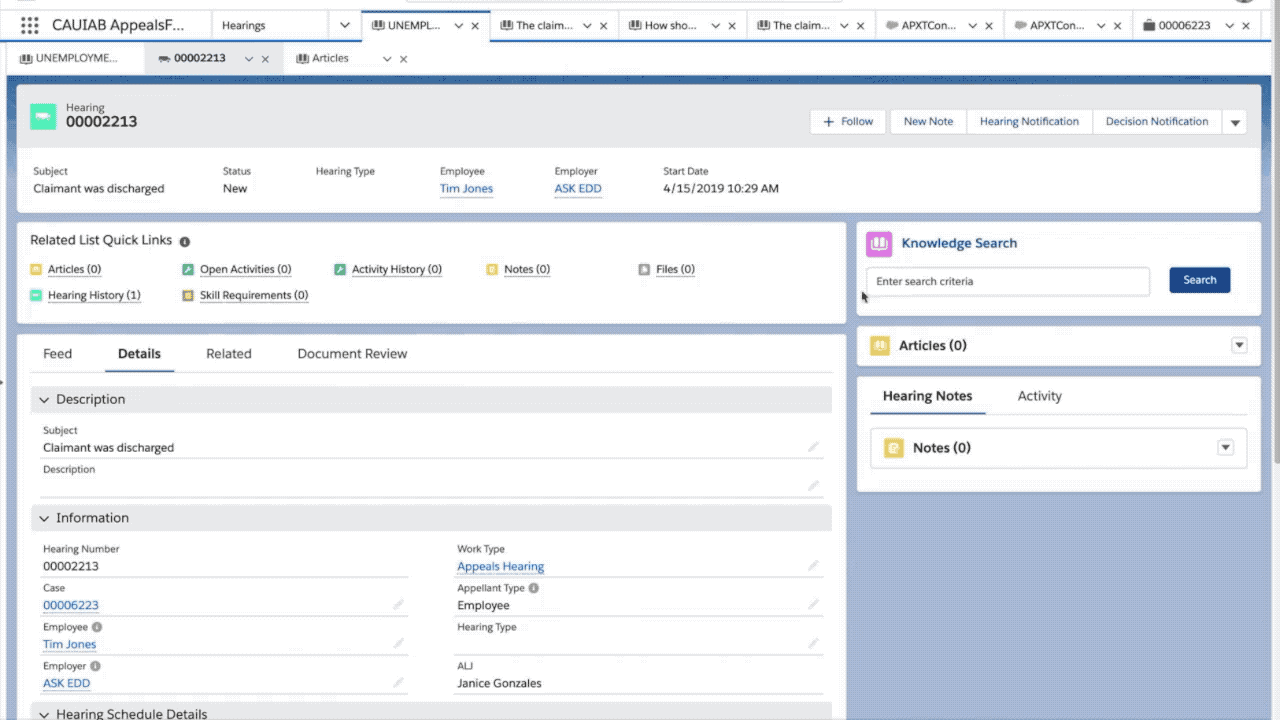 CAUIAB AppealsF...
Hearings
UNEMPL...
The claim...
How sho...
The claim...
APXTCon...
APXTCon...
00006223
UNEMPLOYME...
00002213
Articles
Hearing
00002213
Follow
New Note
Hearing Notification
Decision Notification
Subject
Status
Hearing Type
Employee
Employer
Start Date
Claimant was discharged
New
Tim Jones
ASK EDD
4/15/2019 10:29 AM
Related List Quick Links
Articles (0)
Open Activities (0)
Activity History (0)
Notes (0)
Files (0)
Hearing History (1)
Skill Requirements (0)
Knowledge Search
Enter search criteria
Search
Articles (0)
Hearing Notes
Activity
Notes (0)
Feed
Details
Related
Document Review
Description
Subject
Claimant was discharged
Description
Information
Hearing Number
00002213
Work Type
Appeals Hearing
Case
00006223
Appellant Type
Employee
Employee
Tim Jones
Hearing Type
Employer
ASK EDD
ALJ
Janice Gonzales
Hearing Schedule Details